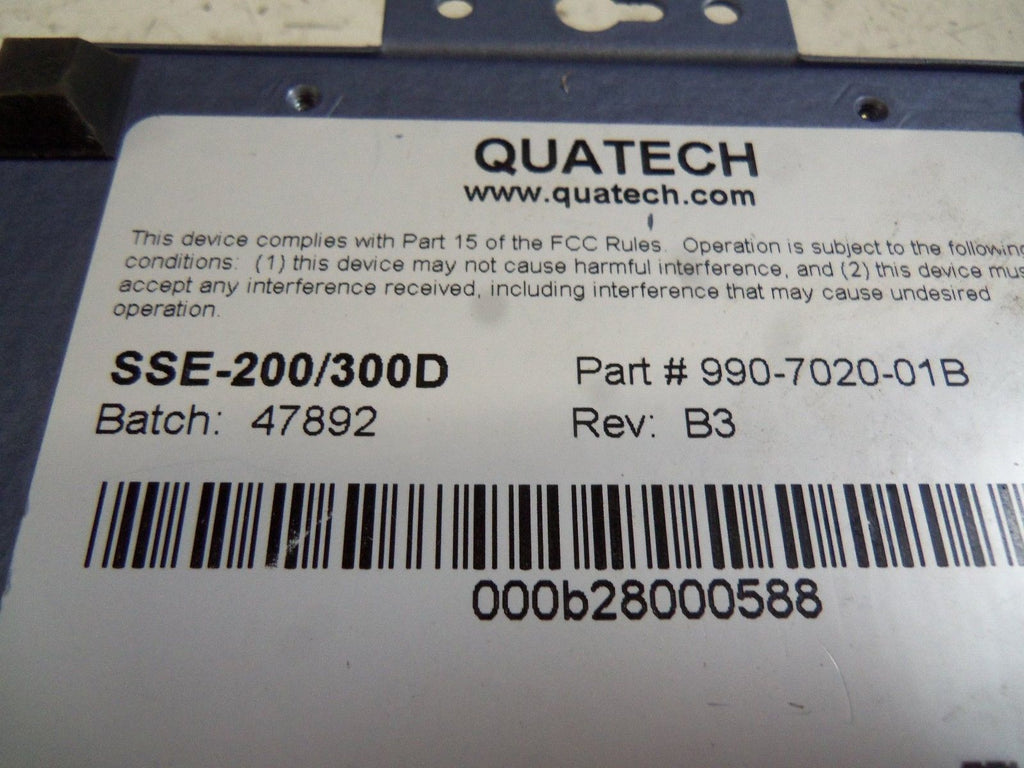 QUATECH
www.quatech.com
This device complies with Part 15 of the FCC Rules. Operation is subject to the following
conditions: (1) this device may not cause harmful interference, and (2) this device mus
accept any interference received, including interference that may cause undesired
operation.
SSE-200/300D Part # 990-7020-01B
Batch: 47892 Rev: B3
000b28000588